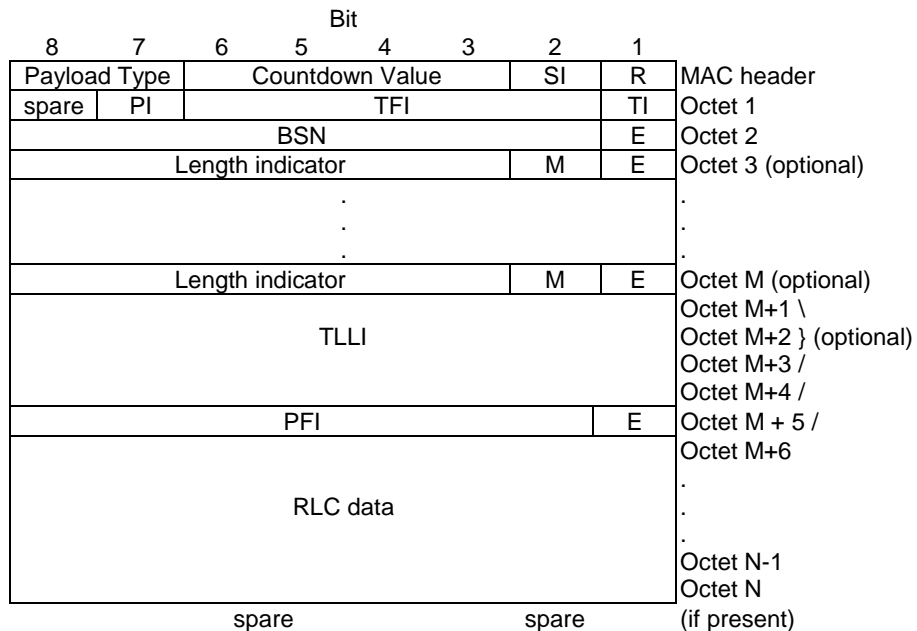 Bit
8 7 6 5 4 3 2 1
Payload Type Countdown Value SI R MAC header
spare PI TFI TI Octet 1
BSN E Octet 2
Length indicator M E Octet 3 (optional)
. .
. .
. .
Length indicator M E Octet M (optional)
Octet M+1 \
TLLI Octet M+2 } (optional)
Octet M+3 /
Octet M+4 /
PFI E Octet M + 5 /
Octet M+6
.
RLC data .
.
Octet N-1
Octet N
spare spare (if present)